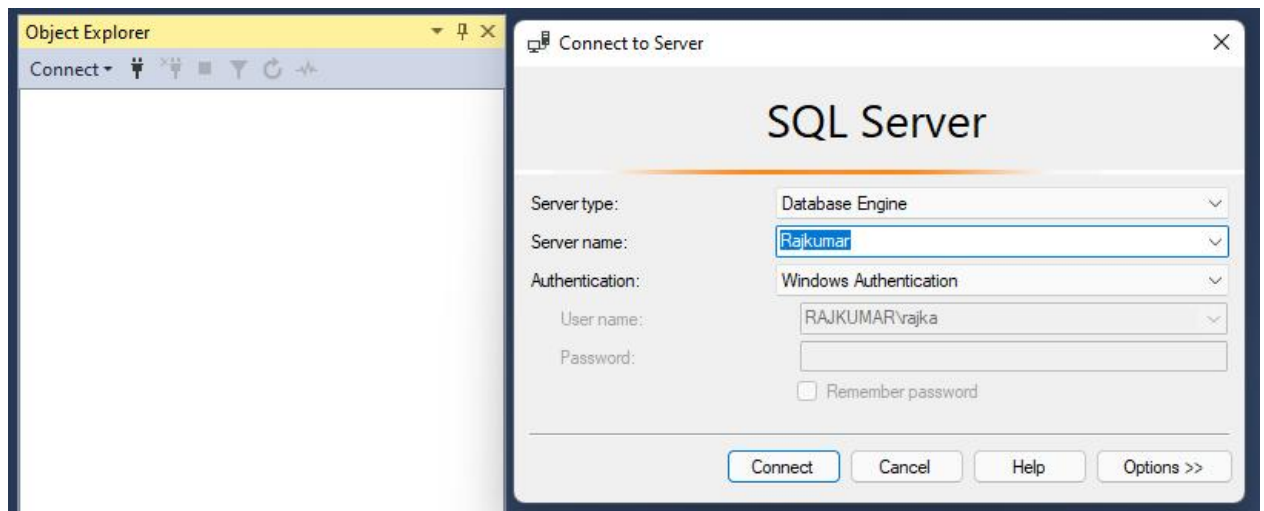 Object Explorer
Connect
Connect to Server
SQL Server
Server type:
Database Engine
Server name:
Rajkumar
Authentication:
Windows Authentication
User name:
RAJKUMAR\rajka
Password:
Remember password
Connect
Cancel
Help
Options >>